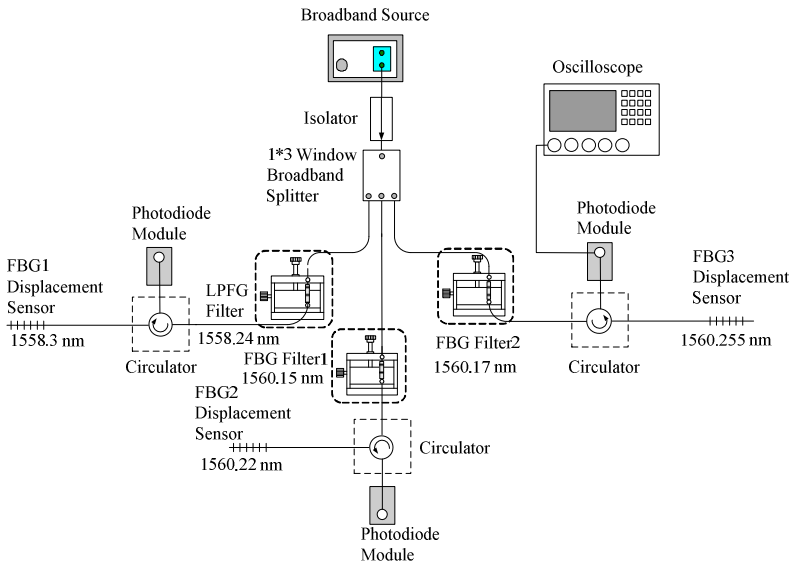 Broadband Source
Oscilloscope
Isolator
1*3 Window
Broadband
Splitter
Photodiode
Module
Photodiode
Module
FBG1
Displacement
Sensor
LPFG
Filter
FBG3
Displacement
Sensor
1558.3 nm
1558.24 nm
Circulator
FBG Filter1
1560.15 nm
FBG Filter2
1560.17 nm
1560.255 nm
Circulator
FBG2
Displacement
Sensor
1560.22 nm
Circulator
Photodiode
Module